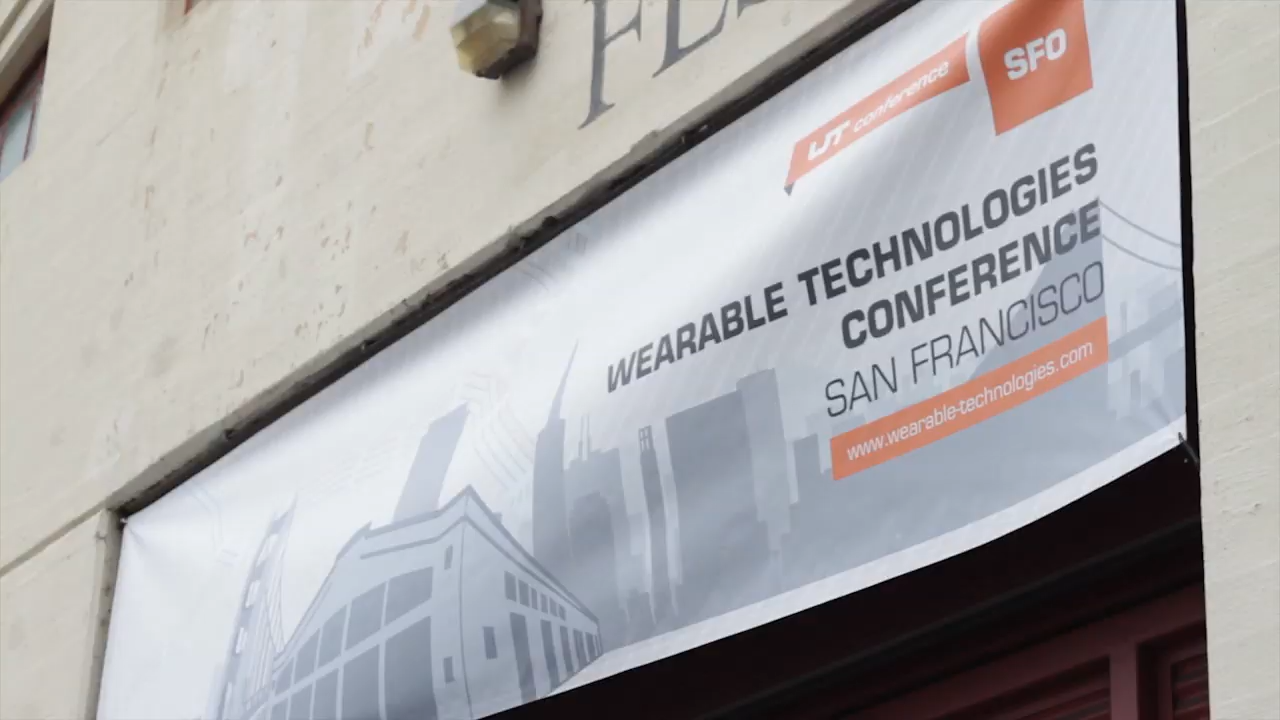 WT conference
SFO
WEARABLE TECHNOLOGIES
CONFERENCE
SAN FRANCISCO
www.wearable-technologies.com